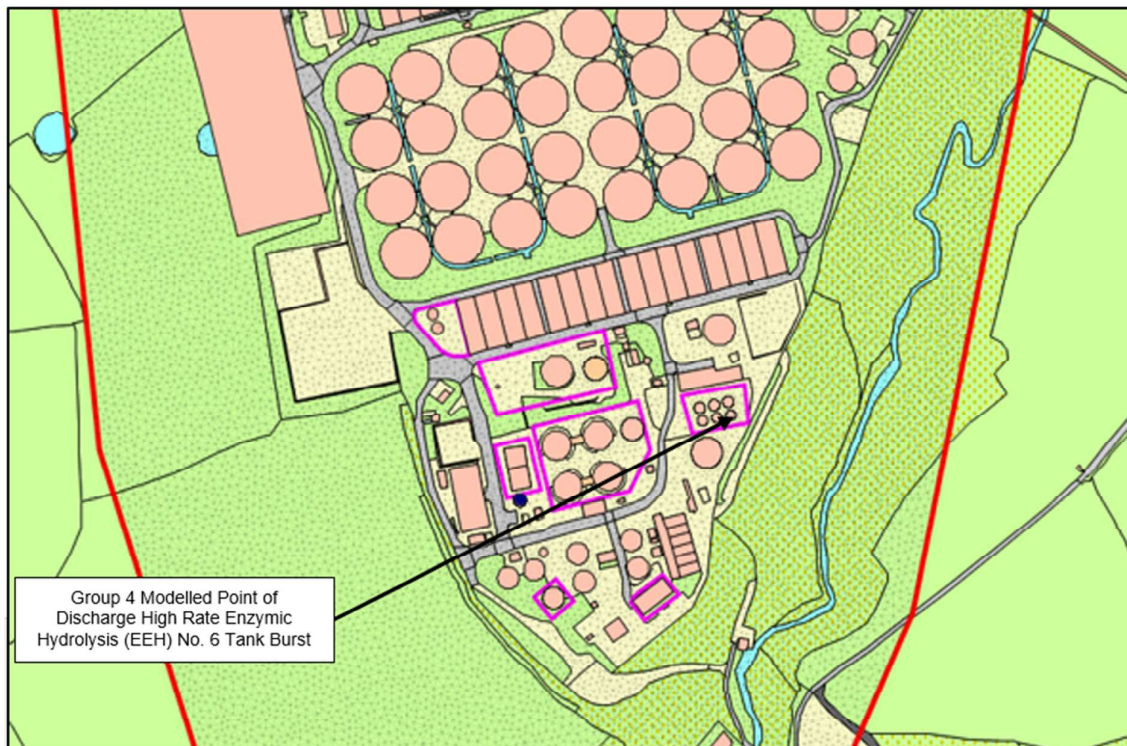 Group 4 Modelled Point of
Discharge High Rate Enzymic
Hydrolysis (EEH) No. 6 Tank Burst